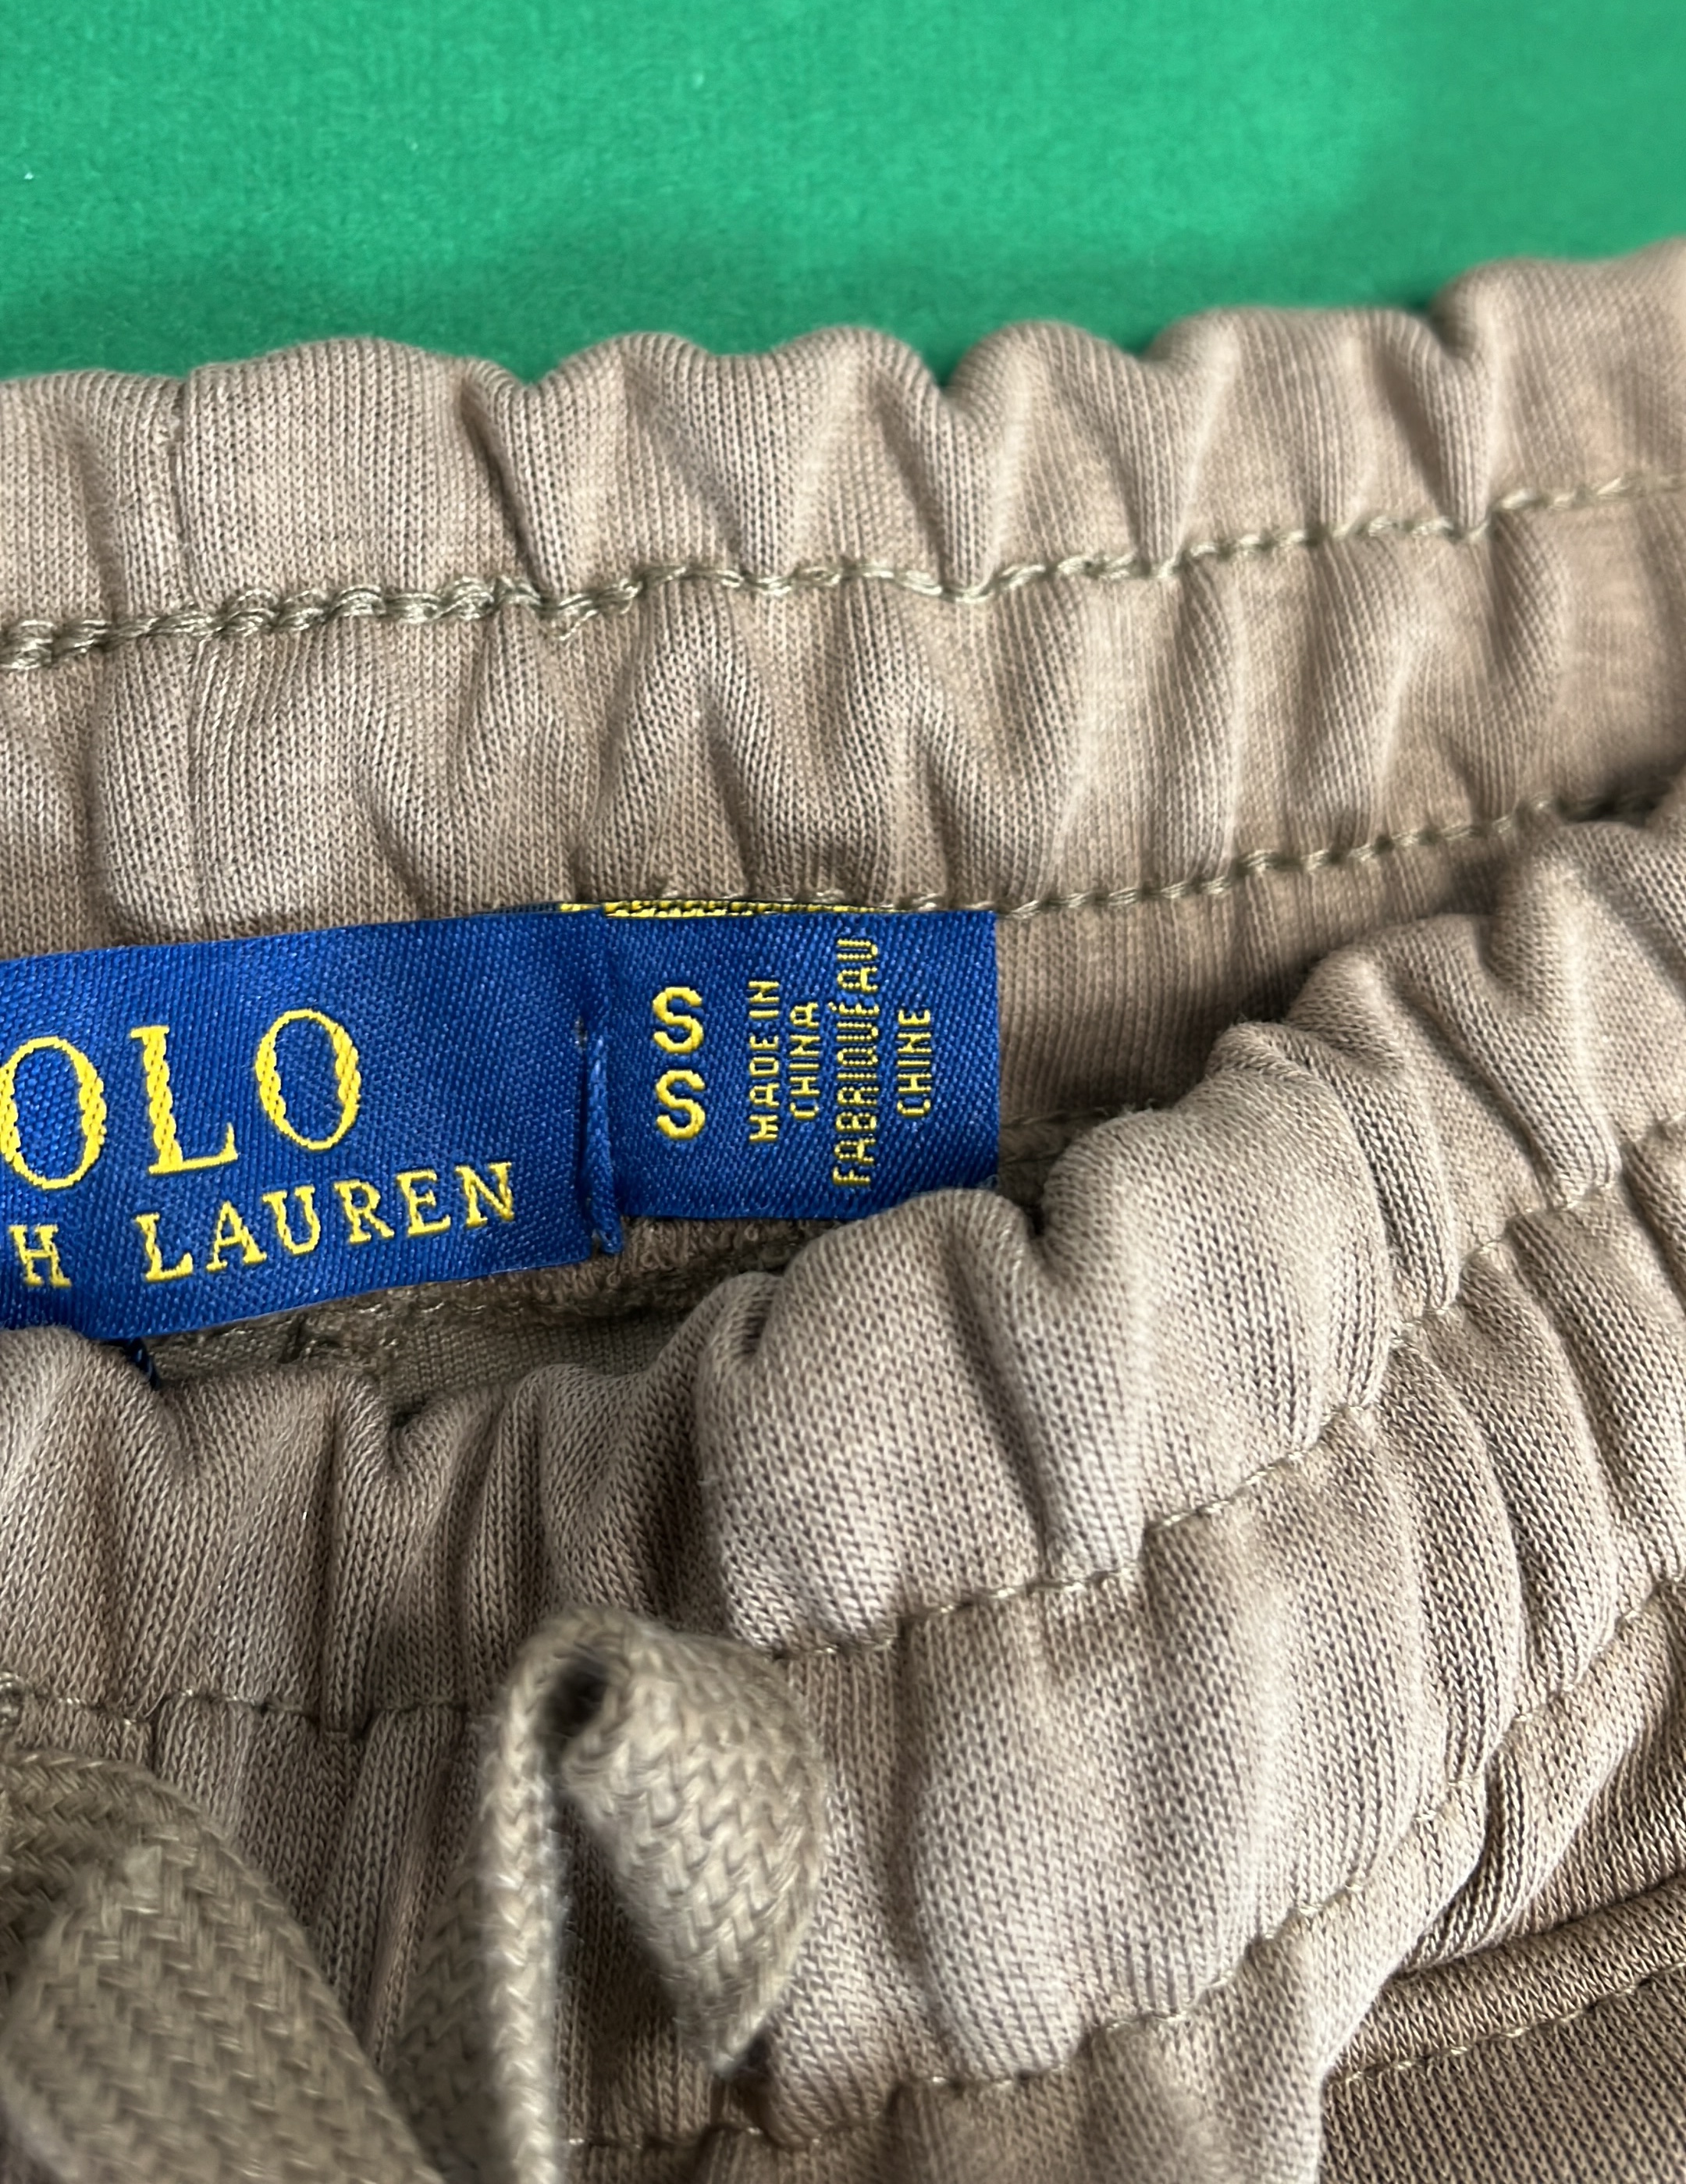 OLO
H LAUREN
S
S
MADE IN
CHINA
FABRIQUÉ AU
CHINE